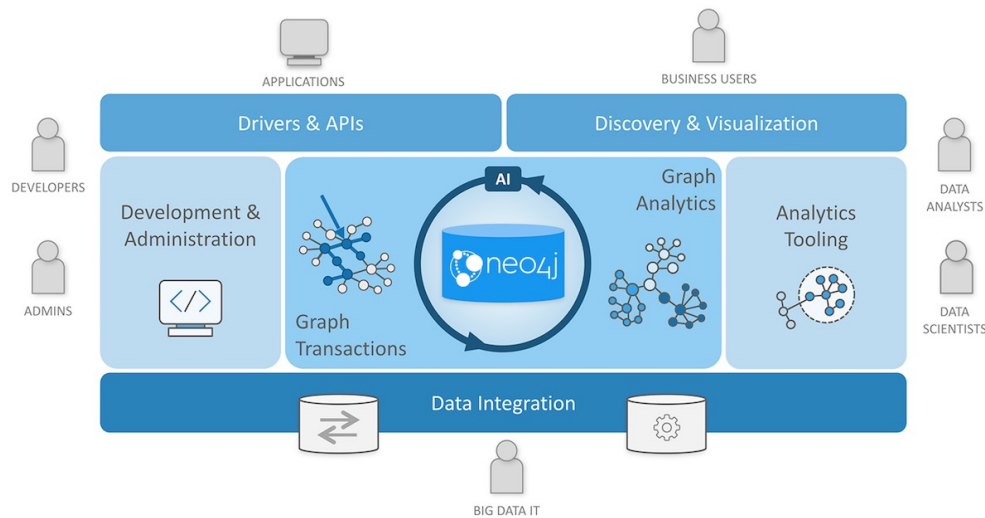 APPLICATIONS
BUSINESS USERS
Drivers & APIs
Discovery & Visualization
DEVELOPERS
ADMINS
Development &
Administration
</>
Graph
Transactions
AI
neo4j
Graph
Analytics
Analytics
Tooling
DATA
ANALYSTS
DATA
SCIENTISTS
Data Integration
BIG DATA IT